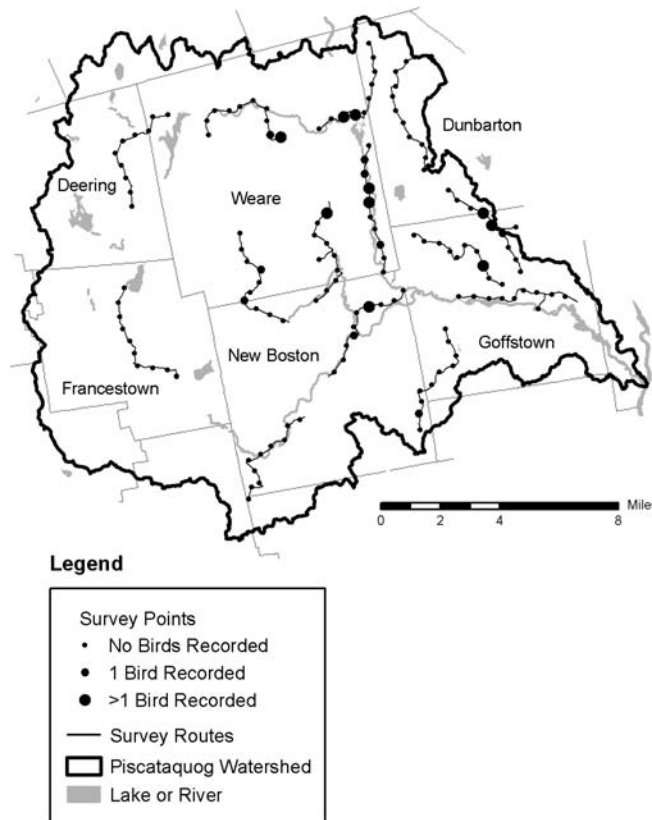 Dunbarton
Deering
Weare
New Boston
Goffstown
Francestown
Mile
0 2 4 8
Legend
Survey Points
No Birds Recorded
1 Bird Recorded
>1 Bird Recorded
Survey Routes
Piscataquog Watershed
Lake or River